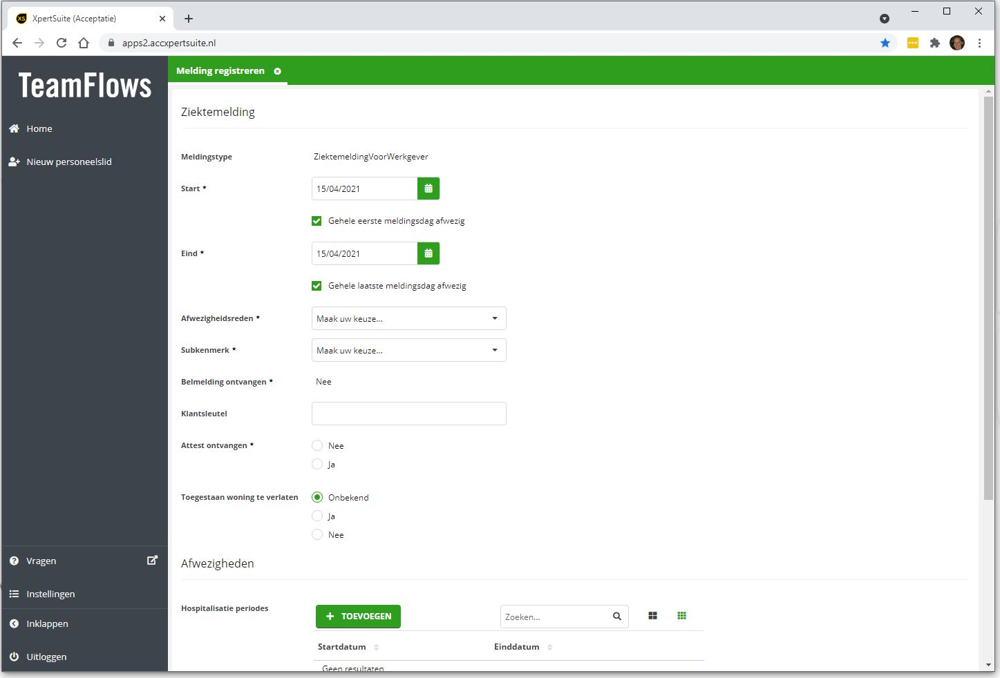 XS XpertSuite (Acceptatie)
apps2.accxpertsuite.nl
TeamFlows
Home
Nieuw personeelslid
Vragen
Instellingen
Inklappen
Uitloggen
Melding registreren
Ziektemelding
Meldingstype ZiektemeldingVoorWerkgever
Start * 15/04/2021
Gehele eerste meldingsdag afwezig
Eind * 15/04/2021
Gehele laatste meldingsdag afwezig
Afwezigheidsreden * Maak uw keuze...
Subkenmerk * Maak uw keuze...
Belmelding ontvangen * Nee
Klantsleutel
Attest ontvangen * Nee
Ja
Toegestaan woning te verlaten Onbekend
Ja
Nee
Afwezigheden
Hospitalisatie periodes + TOEVOEGEN Zoeken...
Startdatum Einddatum
Geen resultaten